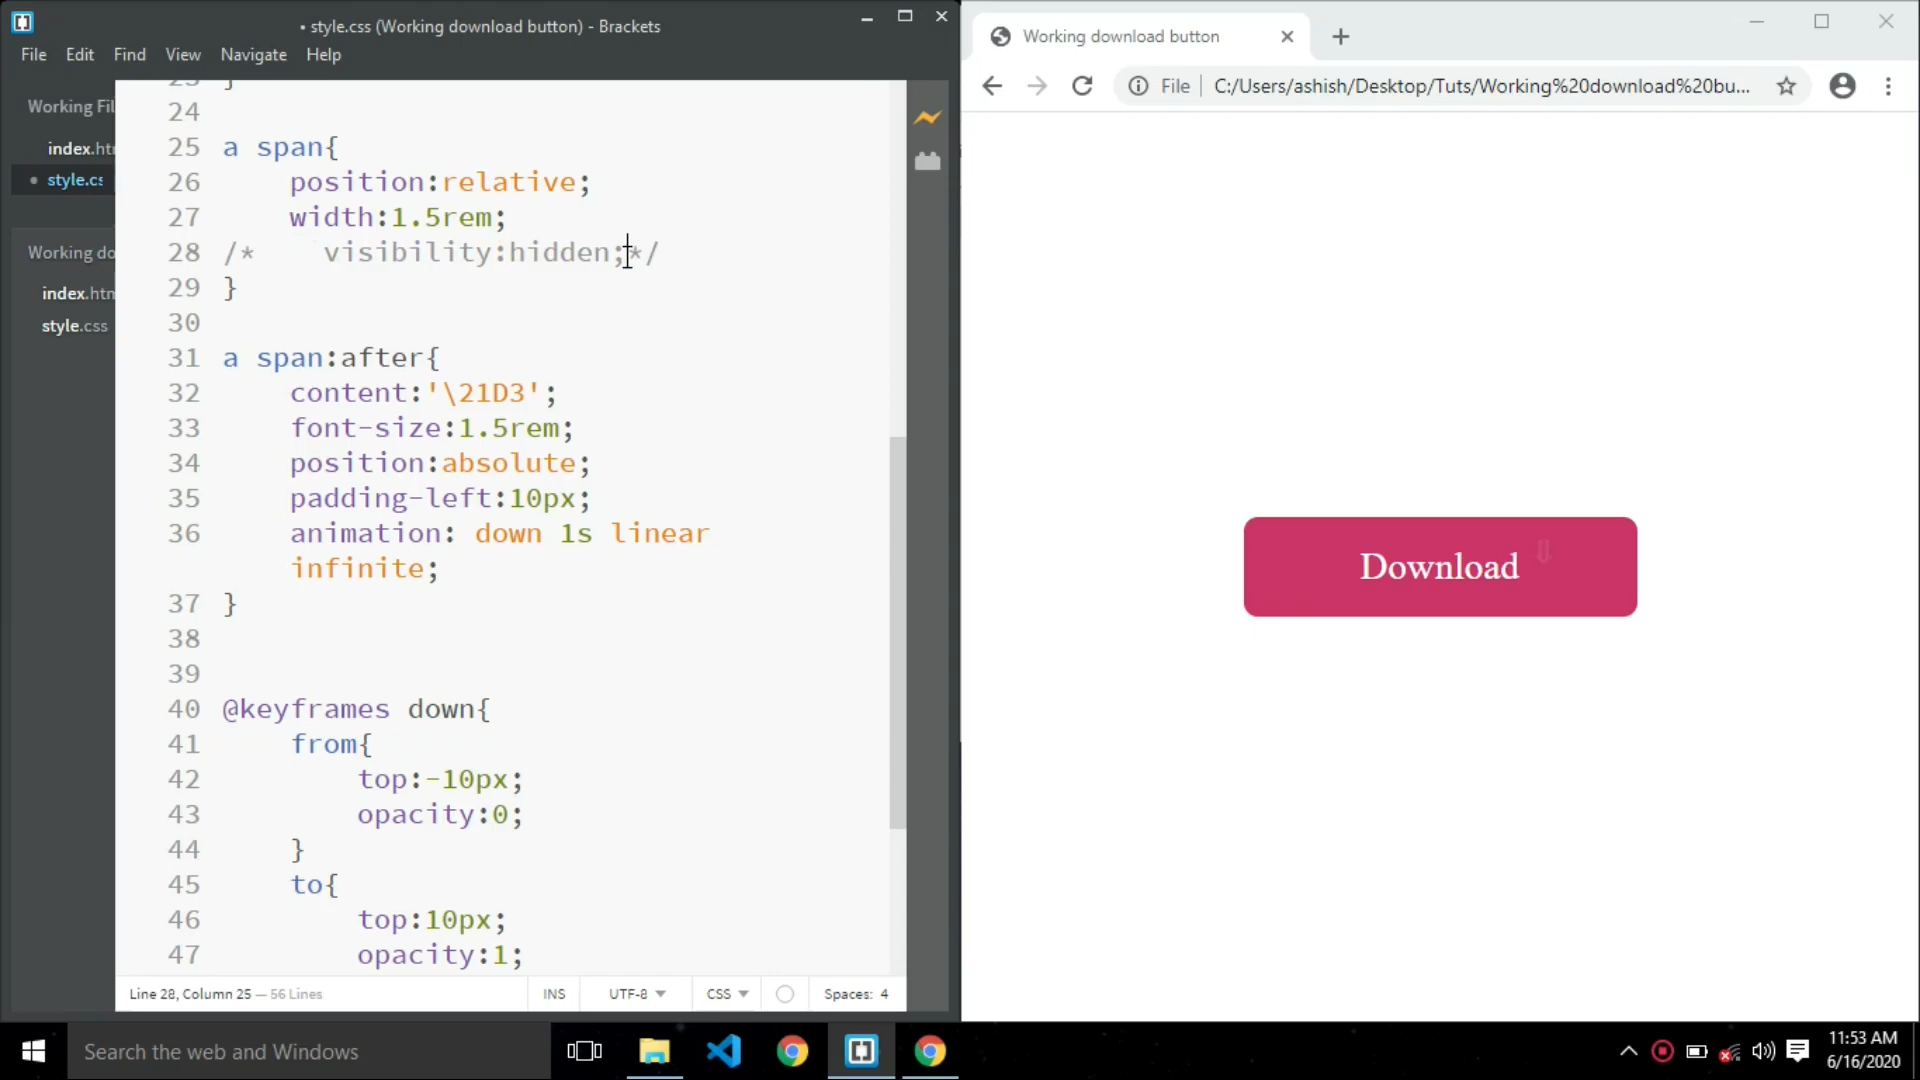 • style.css (Working download button) - Brackets
File Edit Find View Navigate Help
Working Fil
index.ht
• style.cs
Working do
index.htm
style.css
23 }
24
25 a span{
26 position:relative;
27 width:1.5rem;
28 /* visibility:hidden;*/
29 }
30
31 a span:after{
32 content:'\21D3';
33 font-size:1.5rem;
34 position:absolute;
35 padding-left:10px;
36 animation: down 1s linear
infinite;
37 }
38
39
40 @keyframes down{
41 from{
42 top:-10px;
43 opacity:0;
44 }
45 to{
46 top:10px;
47 opacity:1;
Line 28, Column 25 — 56 Lines
INS UTF-8 CSS Spaces: 4
Working download button
File C:/Users/ashish/Desktop/Tuts/Working%20download%20bu...
Download ⇓
Search the web and Windows
11:53 AM
6/16/2020